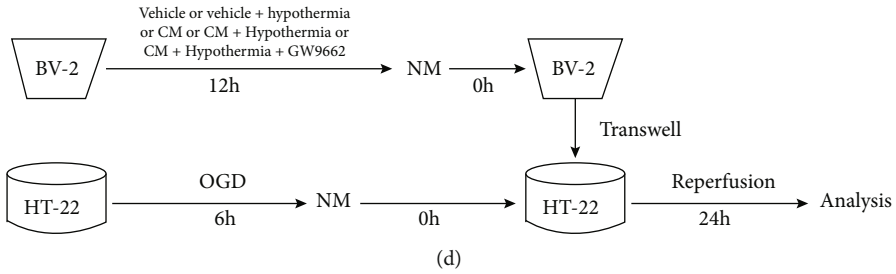 Vehicle or vehicle + hypothermia
or CM or CM + Hypothermia or
CM + Hypothermia + GW9662
BV-2
12h
NM
0h
BV-2
Transwell
HT-22
OGD
6h
NM
0h
HT-22
Reperfusion
24h
Analysis
(d)